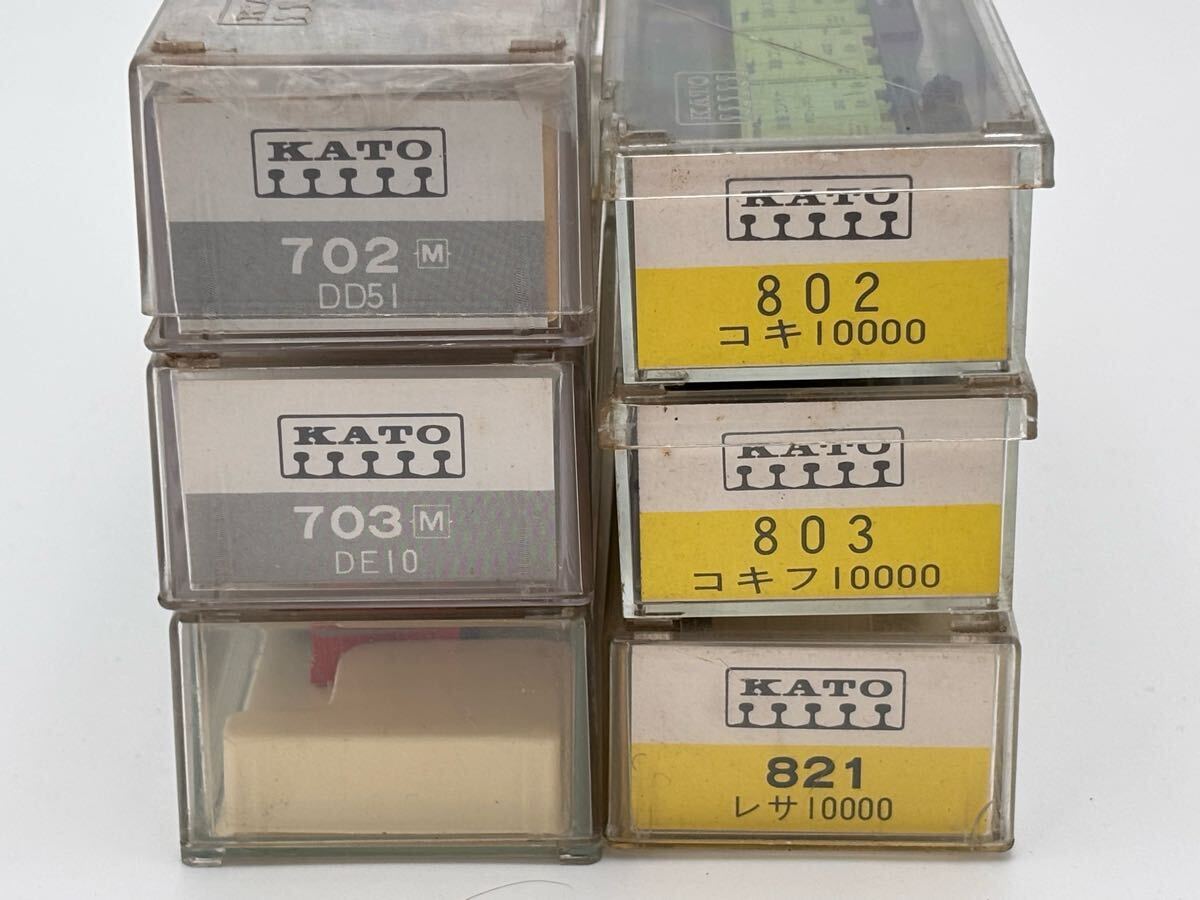 KATO
702 M
DD51
KATO
703 M
DE10
KATO
KATO
802
コキ10000
KATO
803
コキフ10000
KATO
821
レサ10000